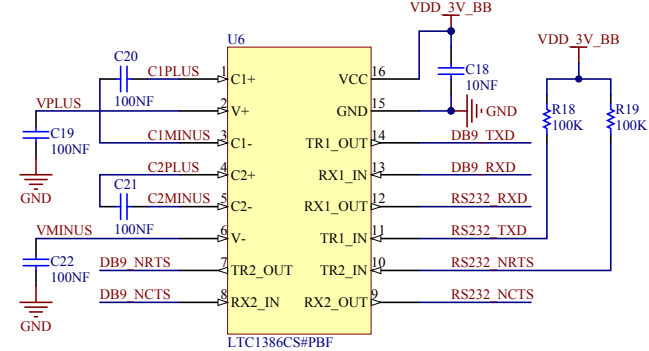 VDD_3V_BB
U6
VDD_3V_BB
C20
C1PLUS
1
C1+
VCC
16
C18
10NF
100NF
VPLUS
2
V+
GND
15
GND
R18
100K
R19
100K
C19
100NF
C1MINUS
3
C1-
TR1_OUT
14
DB9_TXD
C2PLUS
4
C2+
RX1_IN
13
DB9_RXD
GND
C21
C2MINUS
5
C2-
RX1_OUT
12
RS232_RXD
100NF
VMINUS
6
V-
TR1_IN
11
RS232_TXD
C22
100NF
DB9_NRTS
7
TR2_OUT
TR2_IN
10
RS232_NRTS
DB9_NCTS
8
RX2_IN
RX2_OUT
9
RS232_NCTS
GND
LTC1386CS#PBF